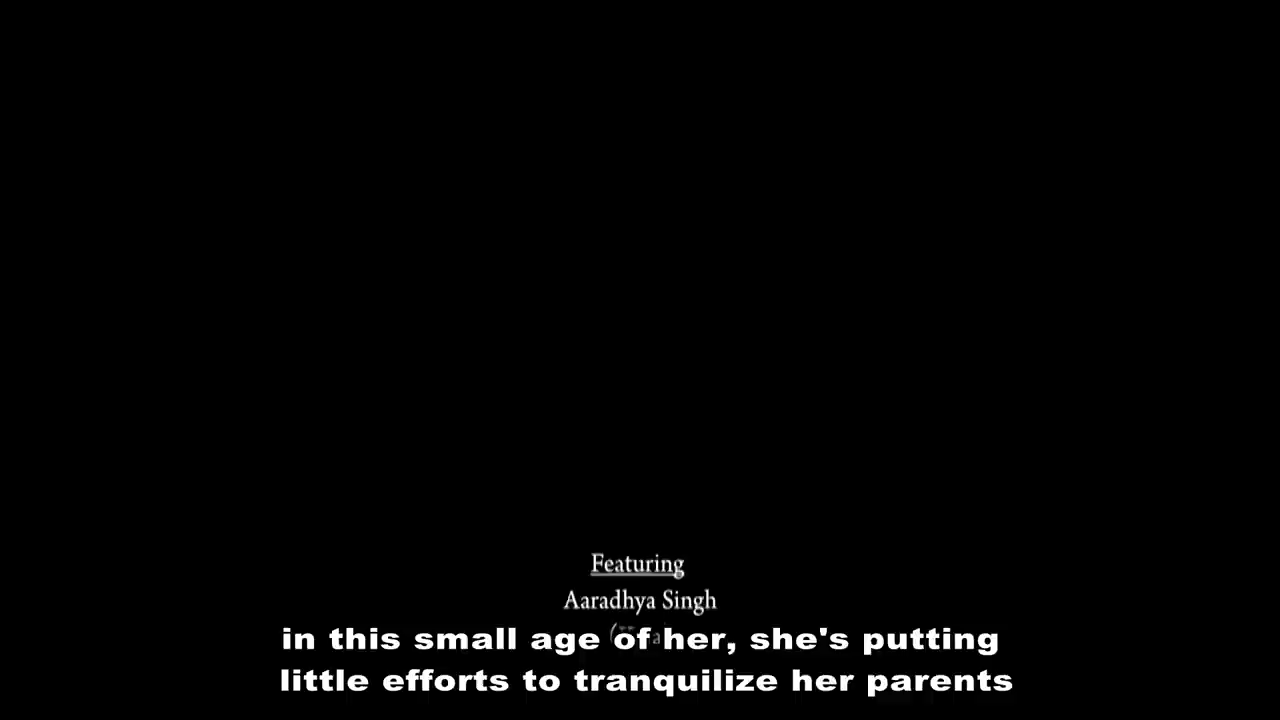 Featuring
Aaradhya Singh
in this small age of her, she's putting
little efforts to tranquilize her parents